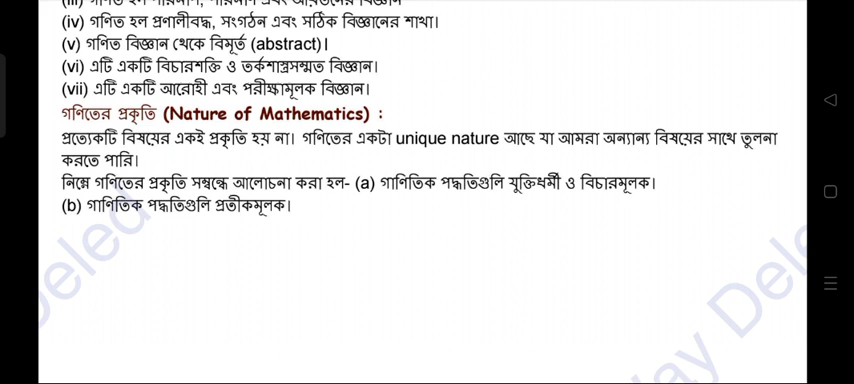 (iv) গণিত হল প্রণালীবদ্ধ, সংগঠন এবং সঠিক বিজ্ঞানের শাখা।
(v) গণিত বিজ্ঞান থেকে বিমূর্ত (abstract)।
(vi) এটি একটি বিচারশক্তি ও তর্কশাস্ত্রসম্মত বিজ্ঞান।
(vii) এটি একটি আরোহী এবং পরীক্ষামূলক বিজ্ঞান।
গণিতের প্রকৃতি (Nature of Mathematics) :
প্রত্যেকটি বিষয়ের একই প্রকৃতি হয় না। গণিতের একটা unique nature আছে যা আমরা অন্যান্য বিষয়ের সাথে তুলনা
করতে পারি।
নিম্নে গণিতের প্রকৃতি সম্বন্ধে আলোচনা করা হল- (a) গাণিতিক পদ্ধতিগুলি যুক্তিধর্মী ও বিচারমূলক।
(b) গাণিতিক পদ্ধতিগুলি প্রতীকমূলক।